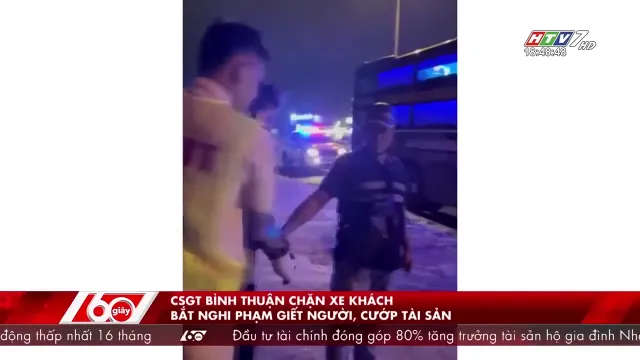 HTV7 HD
18:48:48
60 giây
CSGT BÌNH THUẬN CHẶN XE KHÁCH
BẮT NGHI PHẠM GIẾT NGƯỜI, CƯỚP TÀI SẢN
động thấp nhất 16 tháng 60 Đầu tư tài chính đóng góp 80% tăng trưởng tài sản hộ gia đình Nh